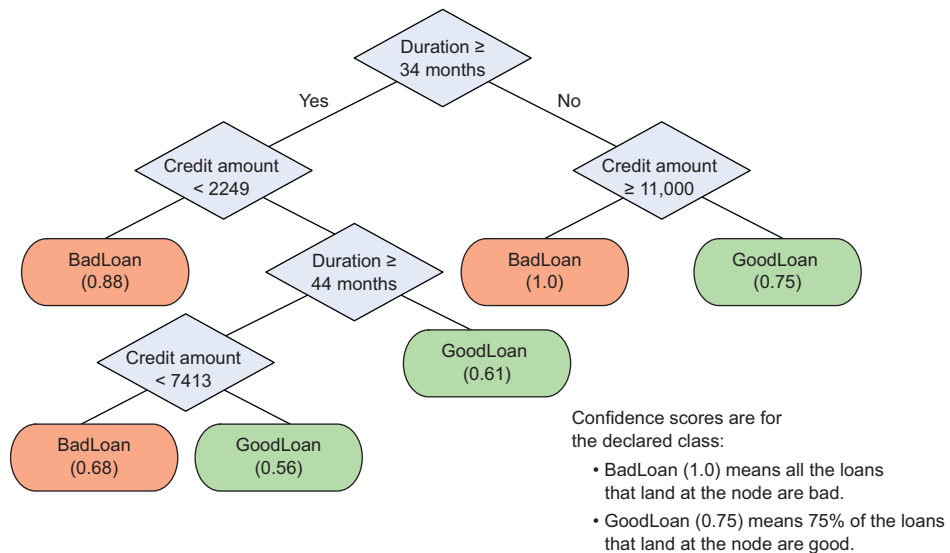 Duration ≥
34 months
Yes
No
Credit amount
< 2249
Credit amount
≥ 11,000
BadLoan
(0.88)
Duration ≥
44 months
BadLoan
(1.0)
GoodLoan
(0.75)
Credit amount
< 7413
GoodLoan
(0.61)
BadLoan
(0.68)
GoodLoan
(0.56)
Confidence scores are for
the declared class:
• BadLoan (1.0) means all the loans
that land at the node are bad.
• GoodLoan (0.75) means 75% of the loans
that land at the node are good.